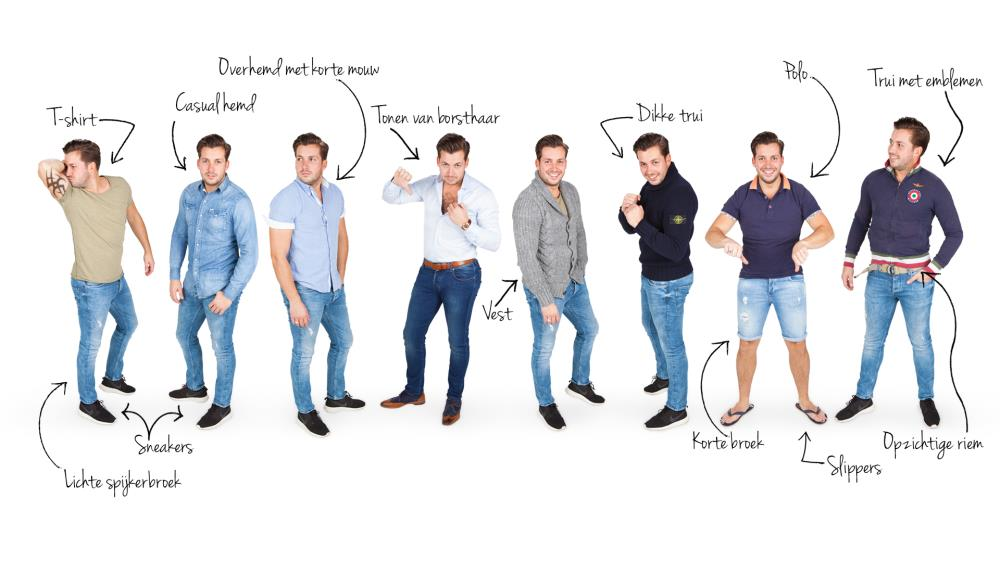 Overhemd met korte mouw
Polo
Trui met emblemen
Casual hemd
T-shirt
Tonen van borsthaar
Dikke trui
Vest
Sneakers
Korte broek
Opzichtige riem
Slippers
Lichte spijkerbroek